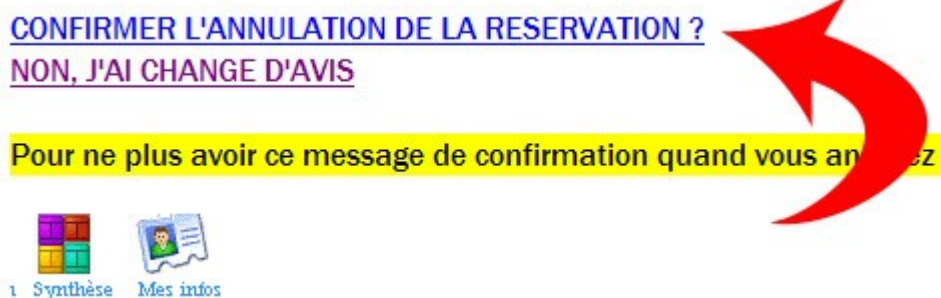 CONFIRMER L'ANNULATION DE LA RESERVATION ?
NON, J'AI CHANGE D'AVIS
Pour ne plus avoir ce message de confirmation quand vous
Synthèse Mes infos